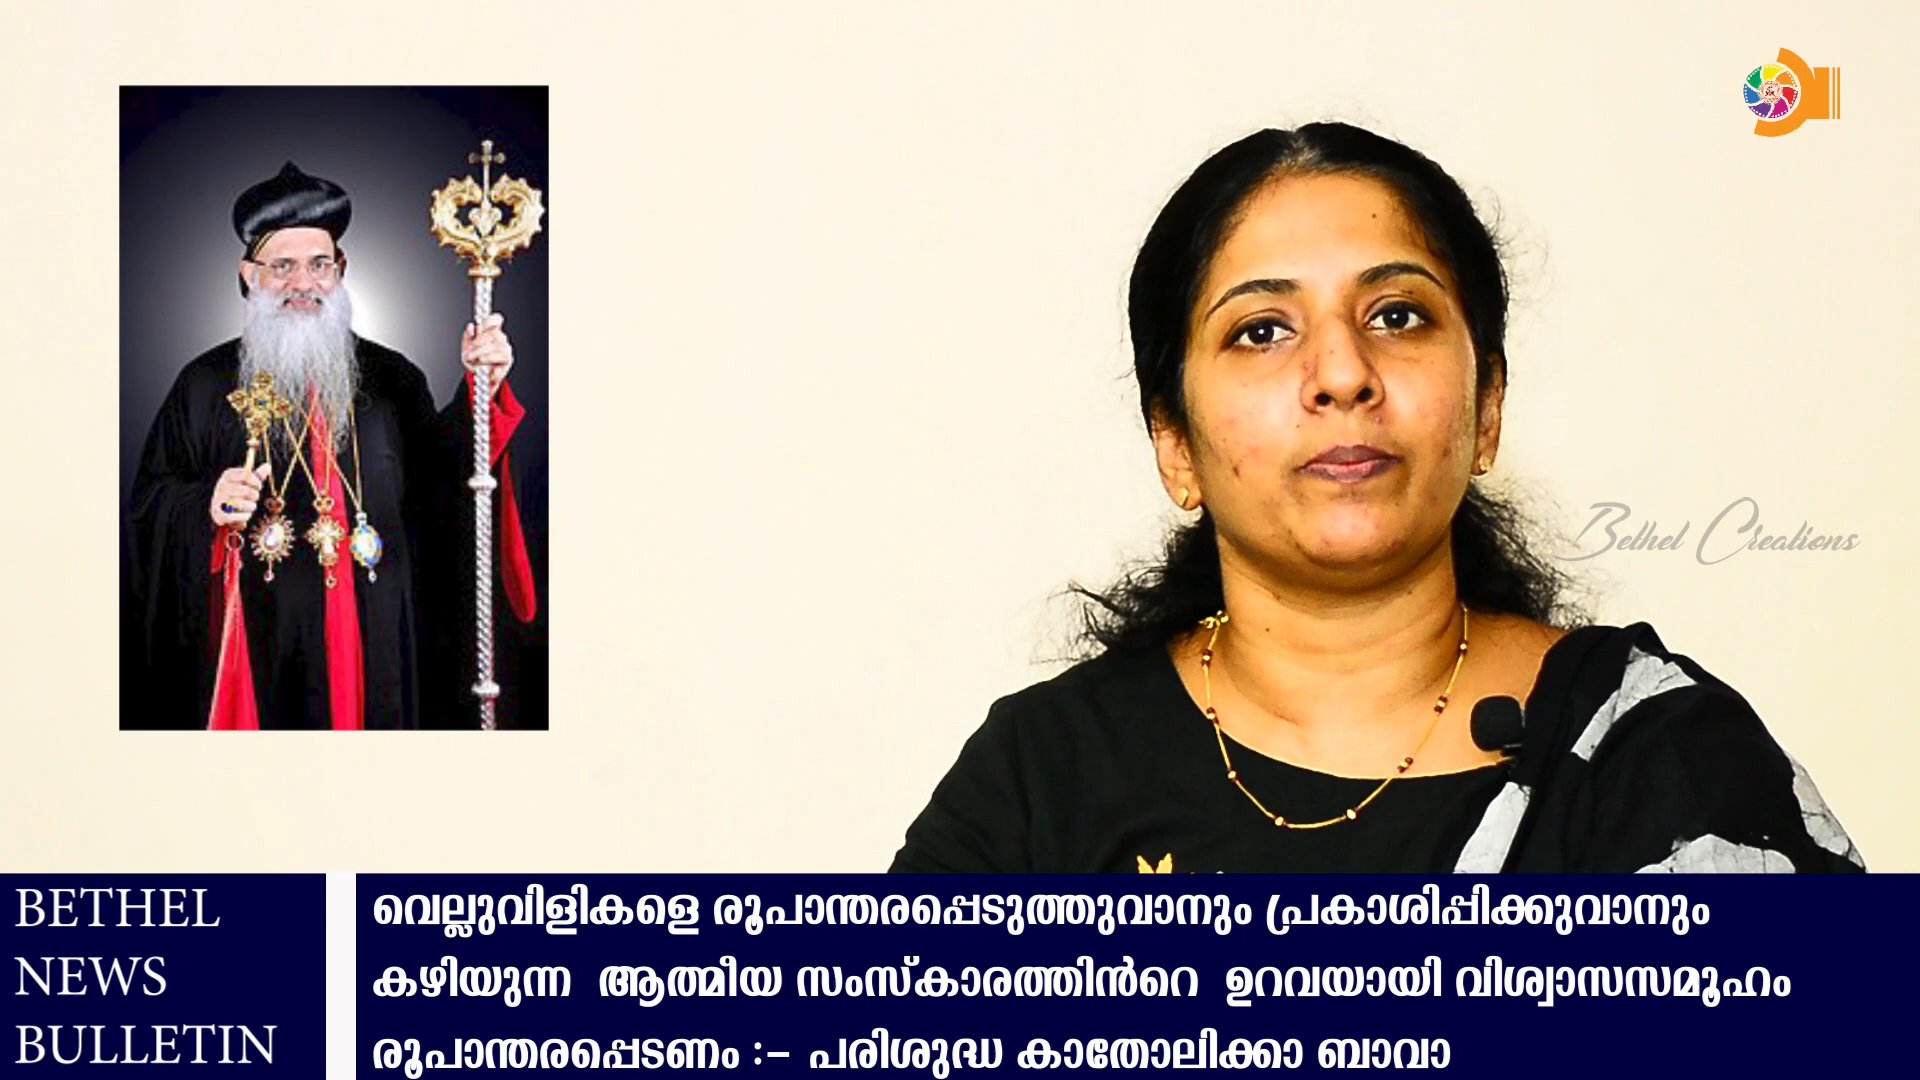 Bethel Creations
BETHEL
NEWS
BULLETIN
വെല്ലുവിളികളെ രൂപാന്തരപ്പെടുത്തുവാനും പ്രകാശിപ്പിക്കുവാനും
കഴിയുന്ന ആത്മീയ സംസ്കാരത്തിൻറെ ഉറവയായി വിശ്വാസസമൂഹം
രൂപാന്തരപ്പെടണം :- പരിശുദ്ധ കാതോലിക്കാ ബാവാ